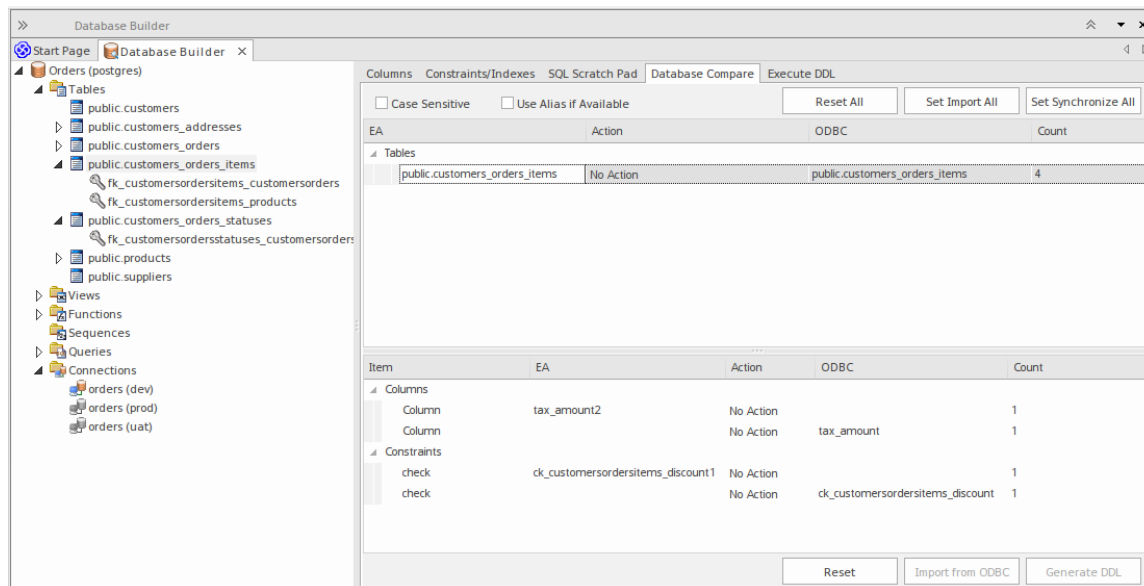 Database Builder
Start Page Database Builder
Orders (postgres)
Tables
public.customers
public.customers_addresses
public.customers_orders
public.customers_orders_items
fk_customersordersitems_customersorders
fk_customersordersitems_products
public.customers_orders_statuses
fk_customersordersstatuses_customersorders
public.products
public.suppliers
Views
Functions
Sequences
Queries
Connections
orders (dev)
orders (prod)
orders (uat)
Columns Constraints/Indexes SQL Scratch Pad Database Compare Execute DDL
Case Sensitive Use Alias if Available Reset All Set Import All Set Synchronize All
EA Action ODBC Count
Tables
public.customers_orders_items No Action public.customers_orders_items 4
Item EA Action ODBC Count
Columns
Column tax_amount2 No Action 1
Column No Action tax_amount 1
Constraints
check ck_customersordersitems_discount1 No Action 1
check No Action ck_customersordersitems_discount 1
Reset Import from ODBC Generate DDL